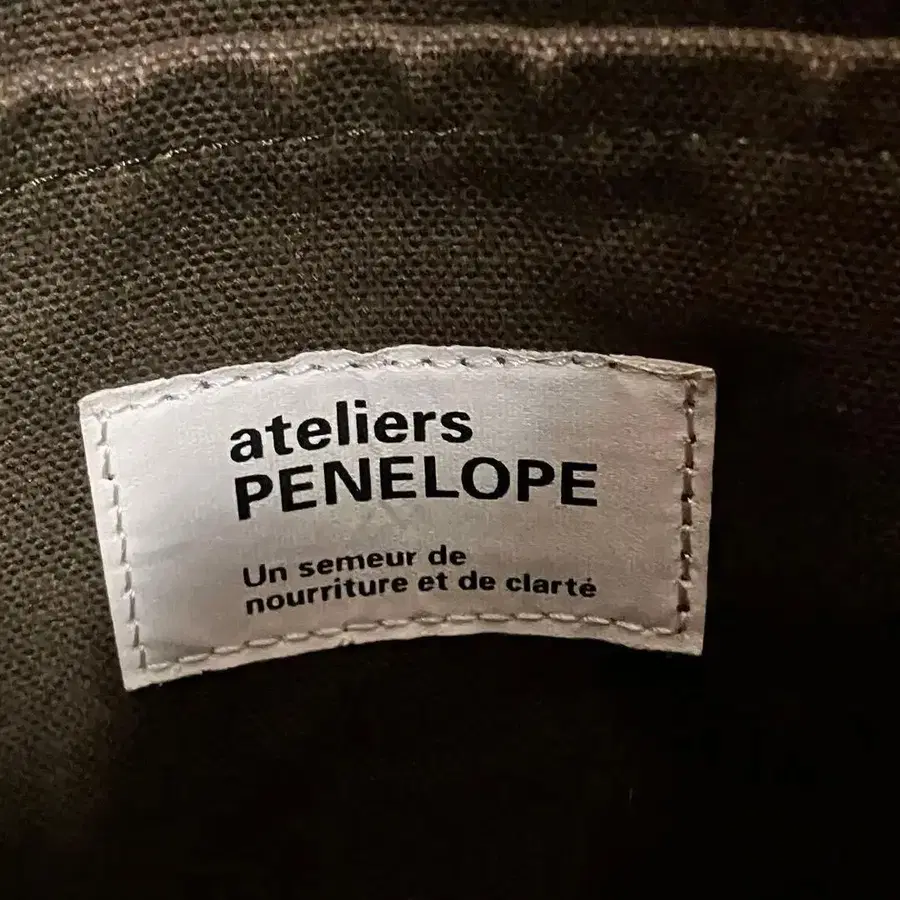 ateliers
PENELOPE
Un semeur de
nourriture et de clarté